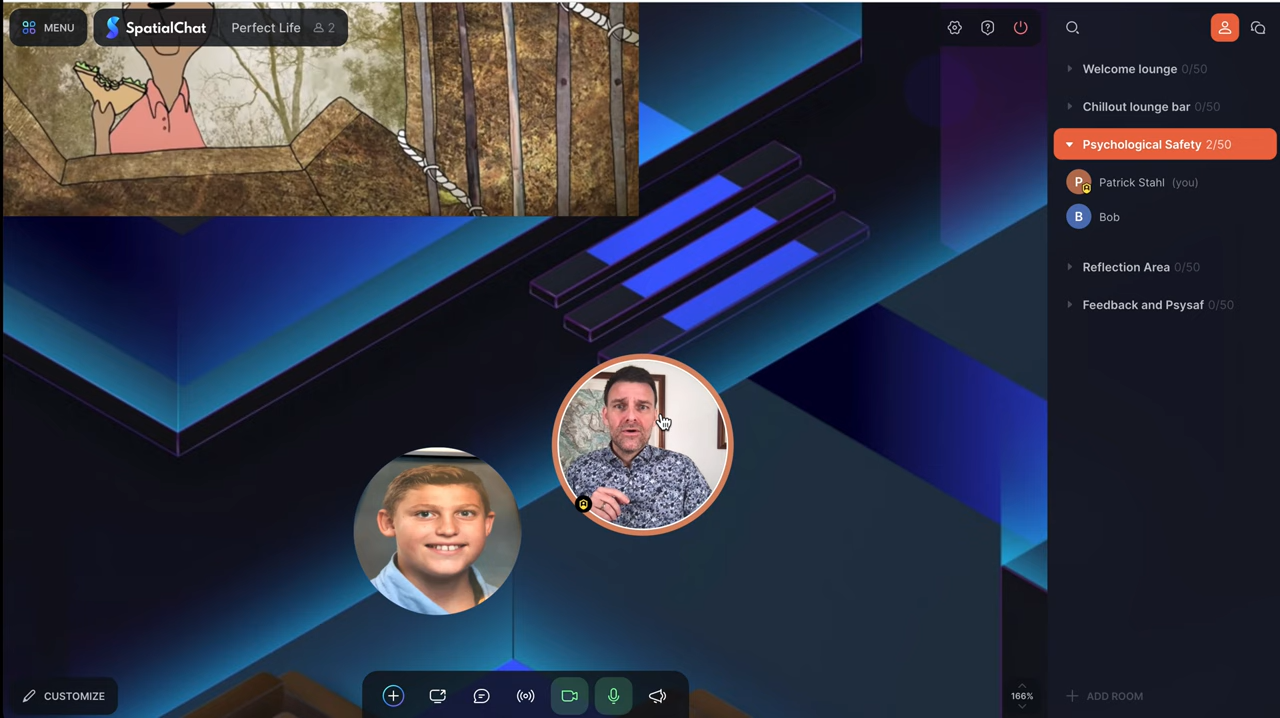 MENU
SpatialChat
Perfect Life
2
Welcome lounge 0/50
Chillout lounge bar 0/50
Psychological Safety 2/50
P
Patrick Stahl (you)
B
Bob
Reflection Area 0/50
Feedback and Psysaf 0/50
CUSTOMIZE
166%
ADD ROOM